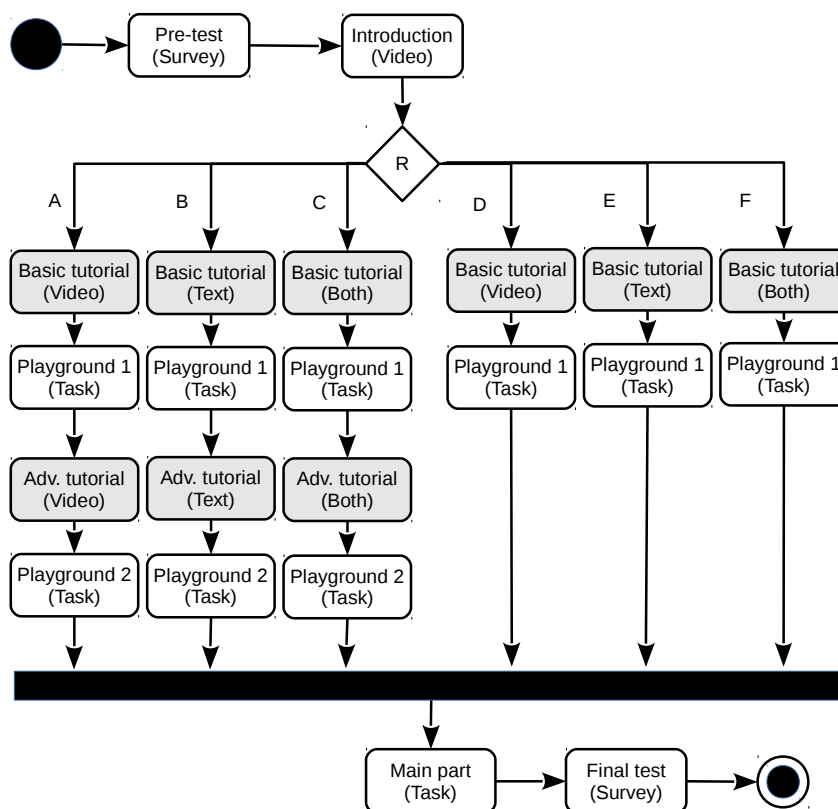 Pre-test
(Survey)
Introduction
(Video)
R
A
B
C
D
E
F
Basic tutorial
(Video)
Basic tutorial
(Text)
Basic tutorial
(Both)
Basic tutorial
(Video)
Basic tutorial
(Text)
Basic tutorial
(Both)
Playground 1
(Task)
Playground 1
(Task)
Playground 1
(Task)
Playground 1
(Task)
Playground 1
(Task)
Playground 1
(Task)
Adv. tutorial
(Video)
Adv. tutorial
(Text)
Adv. tutorial
(Both)
Playground 2
(Task)
Playground 2
(Task)
Playground 2
(Task)
Main part
(Task)
Final test
(Survey)